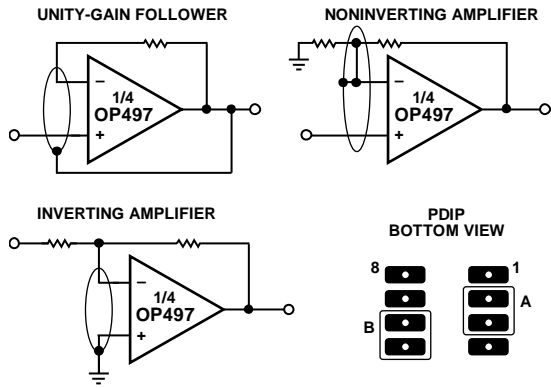 UNITY-GAIN FOLLOWER
–
1/4
OP497
+
NONINVERTING AMPLIFIER
–
1/4
OP497
+
INVERTING AMPLIFIER
–
1/4
OP497
+
PDIP
BOTTOM VIEW
8
1
A
B